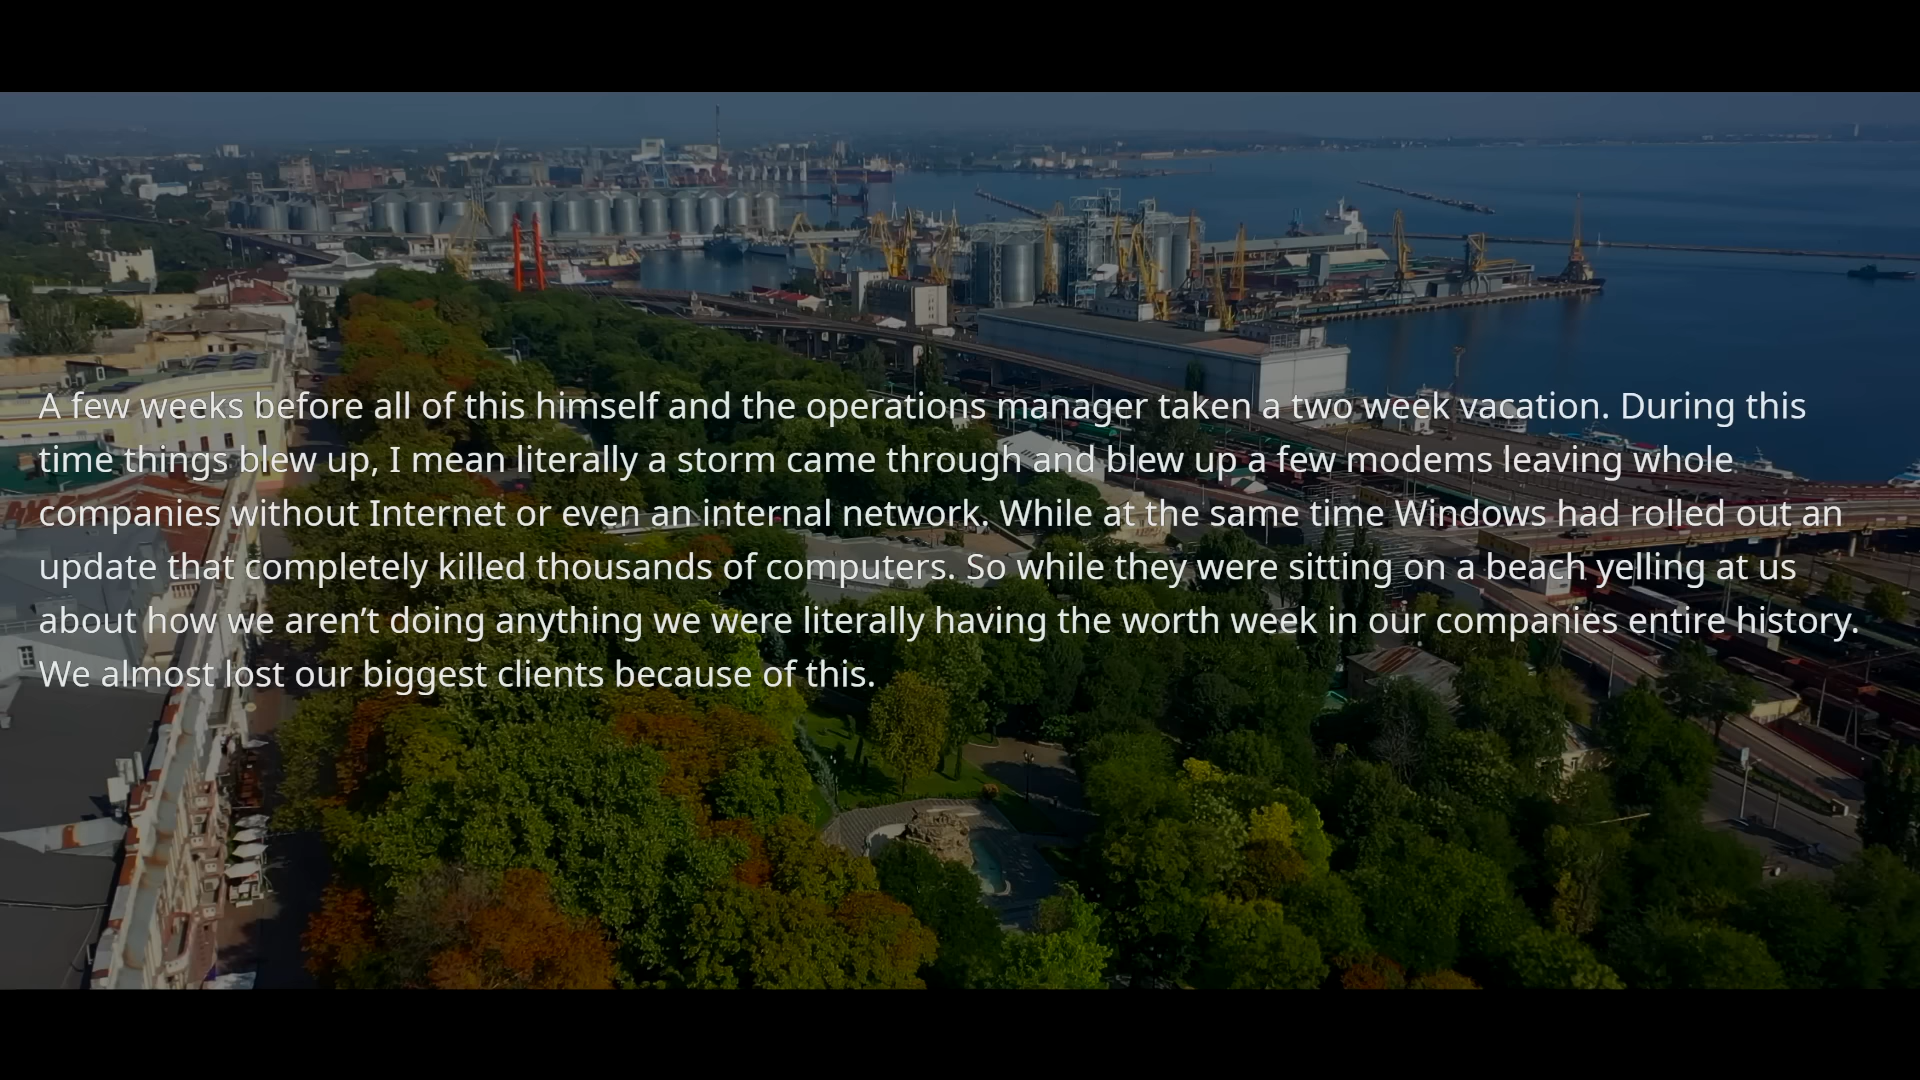 A few weeks before all of this himself and the operations manager taken a two week vacation. During this
time things blew up, I mean literally a storm came through and blew up a few modems leaving whole
companies without Internet or even an internal network. While at the same time Windows had rolled out an
update that completely killed thousands of computers. So while they were sitting on a beach yelling at us
about how we aren’t doing anything we were literally having the worth week in our companies entire history.
We almost lost our biggest clients because of this.